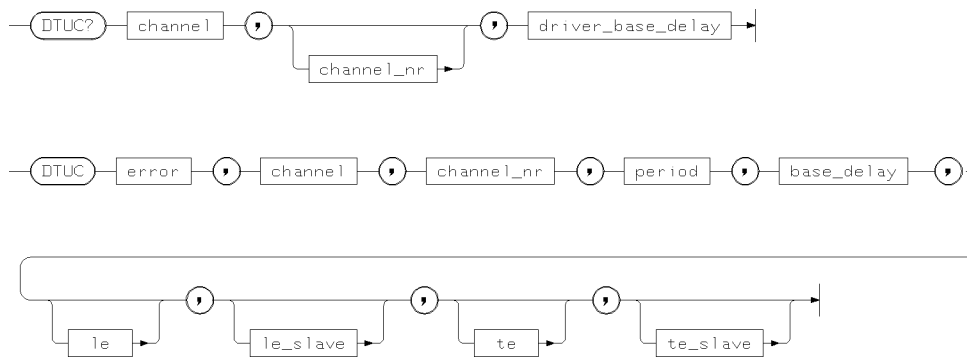 DTUC? channel , , driver_base_delay
channel_nr
DTUC error , channel , channel_nr , period , base_delay ,
, , ,
le le_slave te te_slave